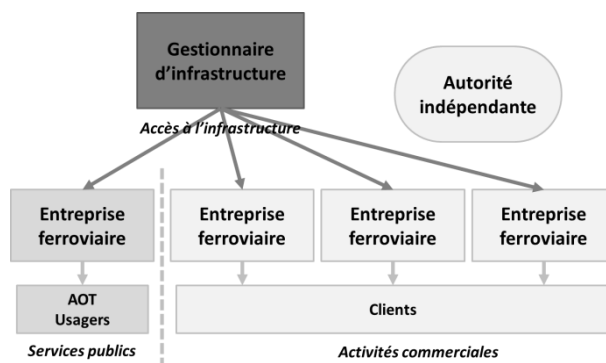 Gestionnaire
d'infrastructure
Autorité
indépendante
Accès à l'infrastructure
Entreprise
ferroviaire
Entreprise
ferroviaire
Entreprise
ferroviaire
Entreprise
ferroviaire
AOT
Usagers
Clients
Services publics
Activités commerciales